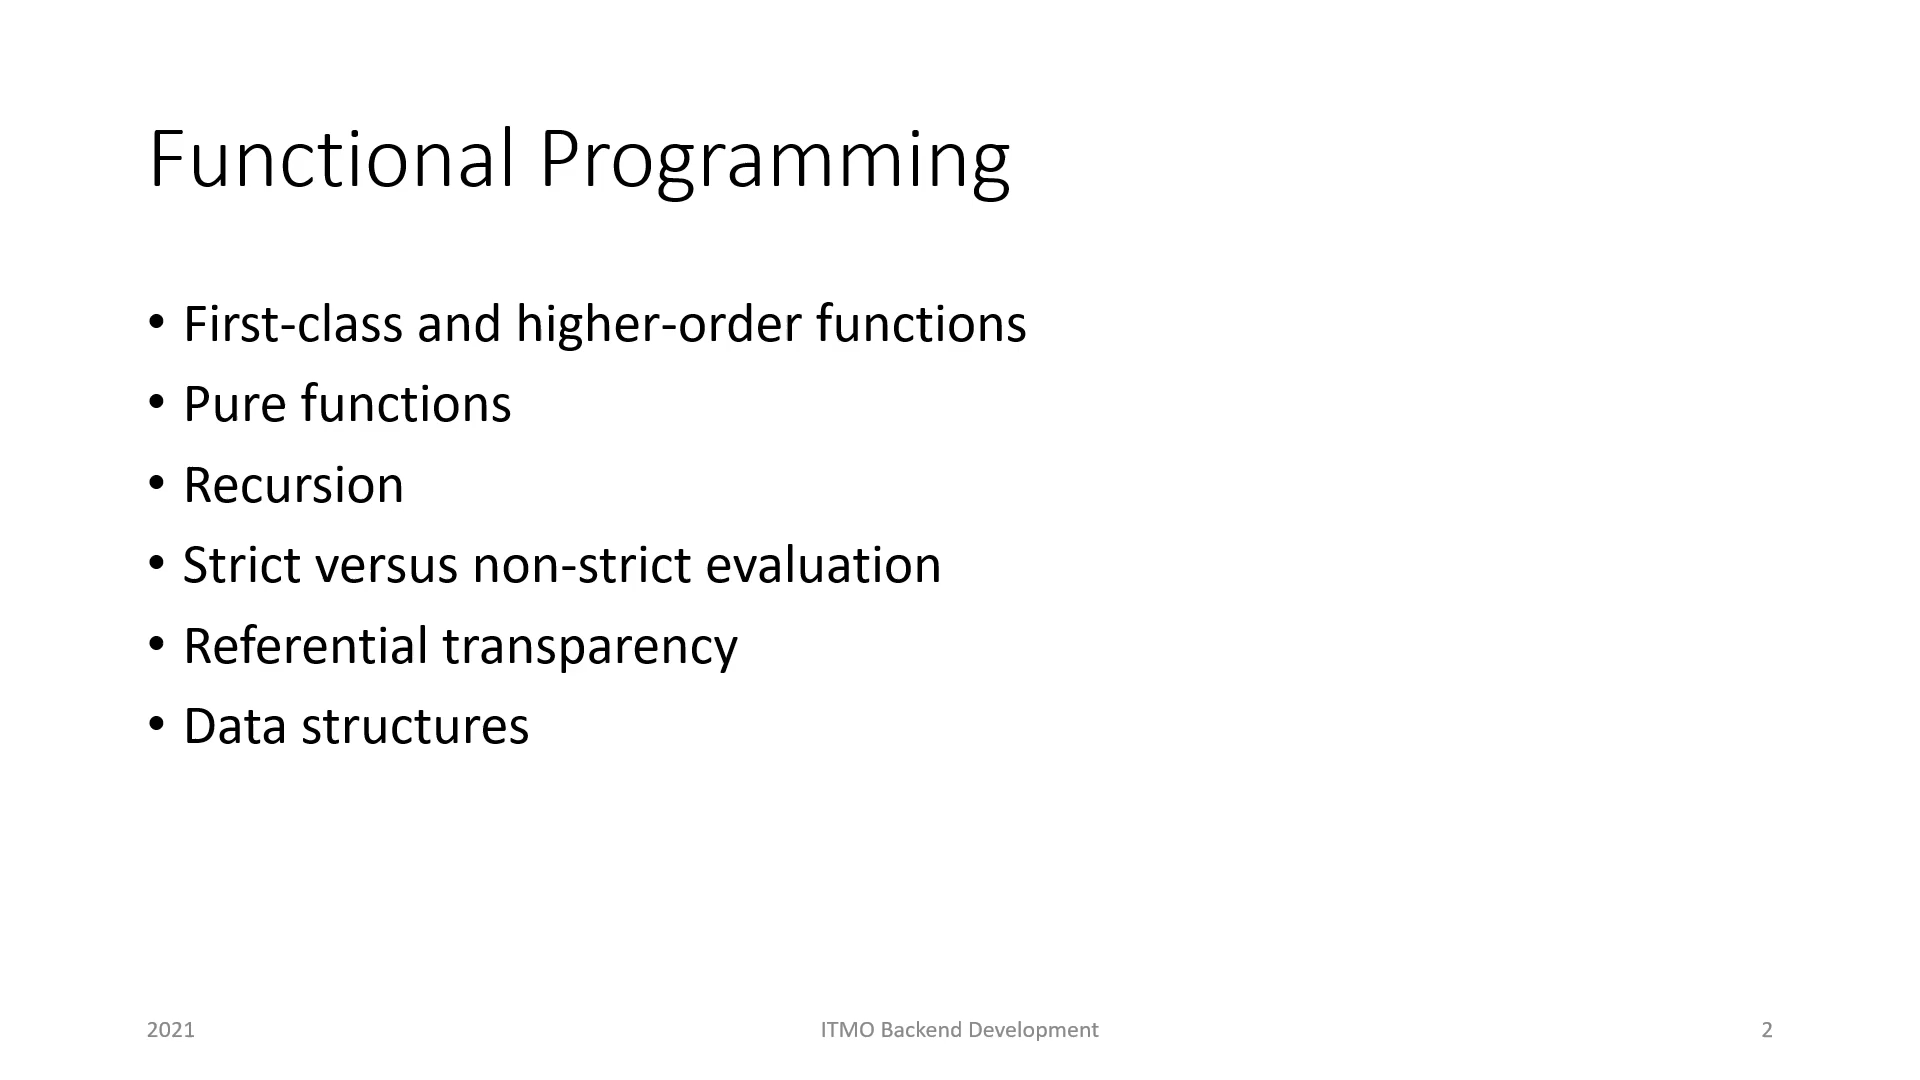 Functional Programming
• First-class and higher-order functions
• Pure functions
• Recursion
• Strict versus non-strict evaluation
• Referential transparency
• Data structures
2021
ITMO Backend Development
2